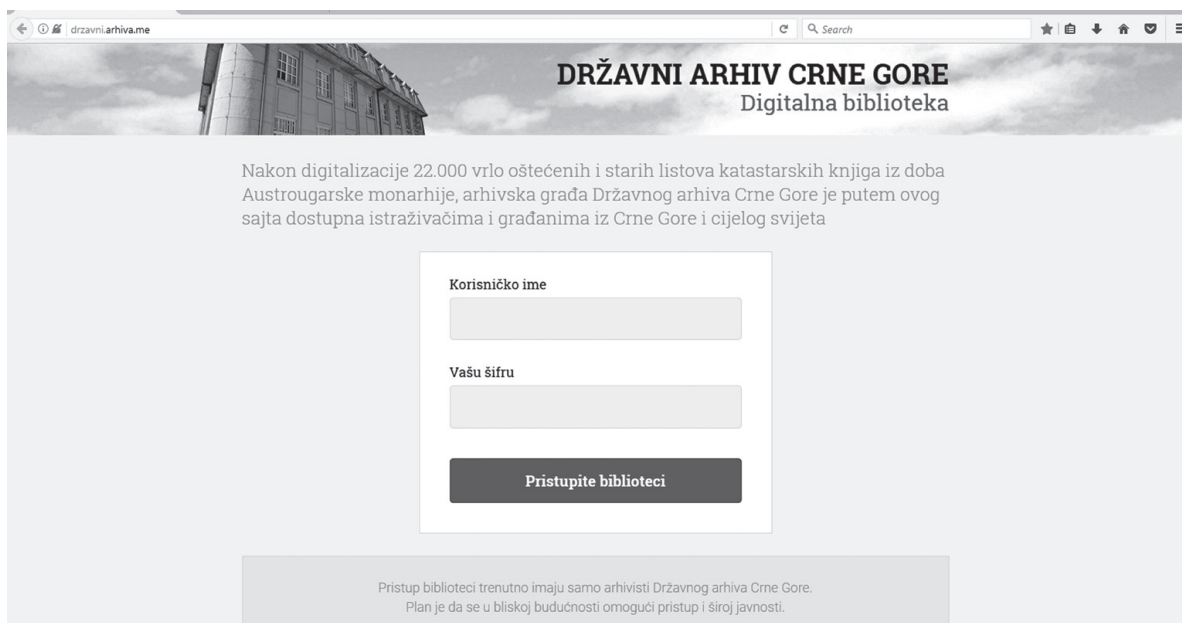 drzavni.arhiva.me
Search
DRŽAVNI ARHIV CRNE GORE
Digitalna biblioteka
Nakon digitalizacije 22.000 vrlo oštećenih i starih listova katastarskih knjiga iz doba
Austrougarske monarhije, arhivska građa Državnog arhiva Crne Gore je putem ovog
sajta dostupna istraživačima i građanima iz Crne Gore i cijelog svijeta
Korisničko ime
Vašu šifru
Pristupite biblioteci
Pristup biblioteci trenutno imaju samo arhivisti Državnog arhiva Crne Gore.
Plan je da se u bliskoj budućnosti omogući pristup i široj javnosti.